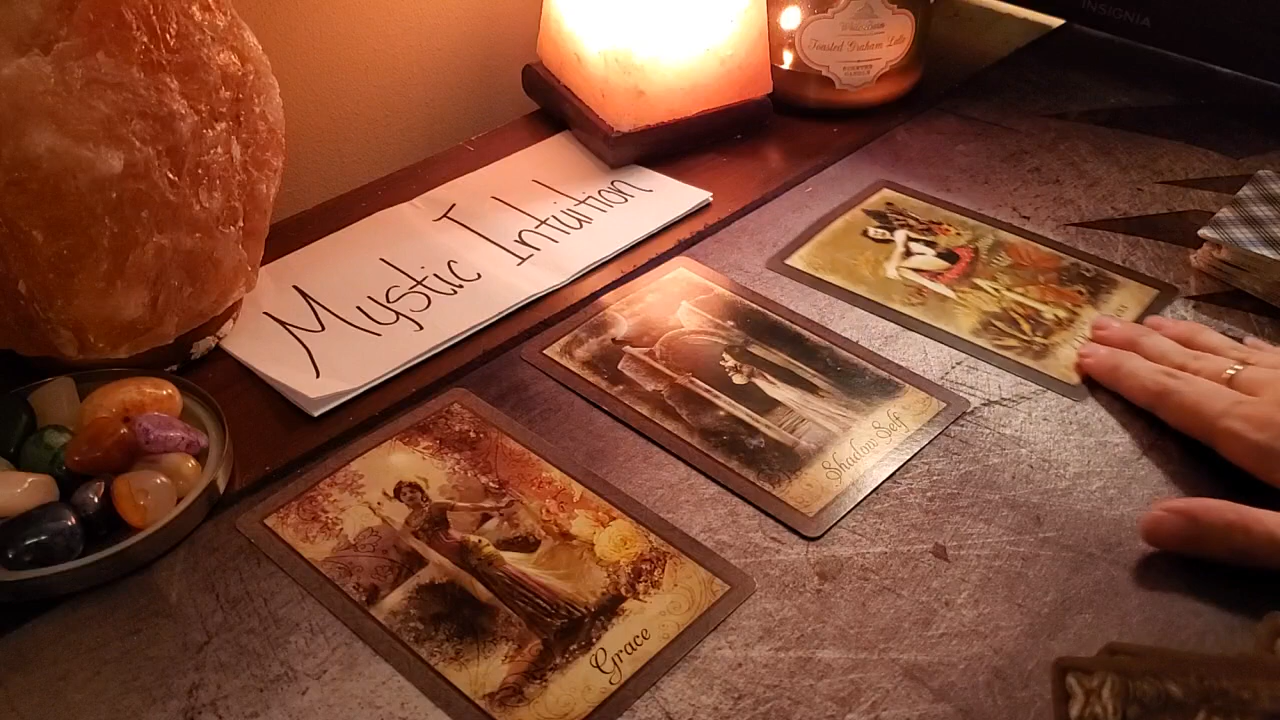 INSIGNIA
Toasted Graham Latte
Mystic Intuition
Shadow Self
Grace